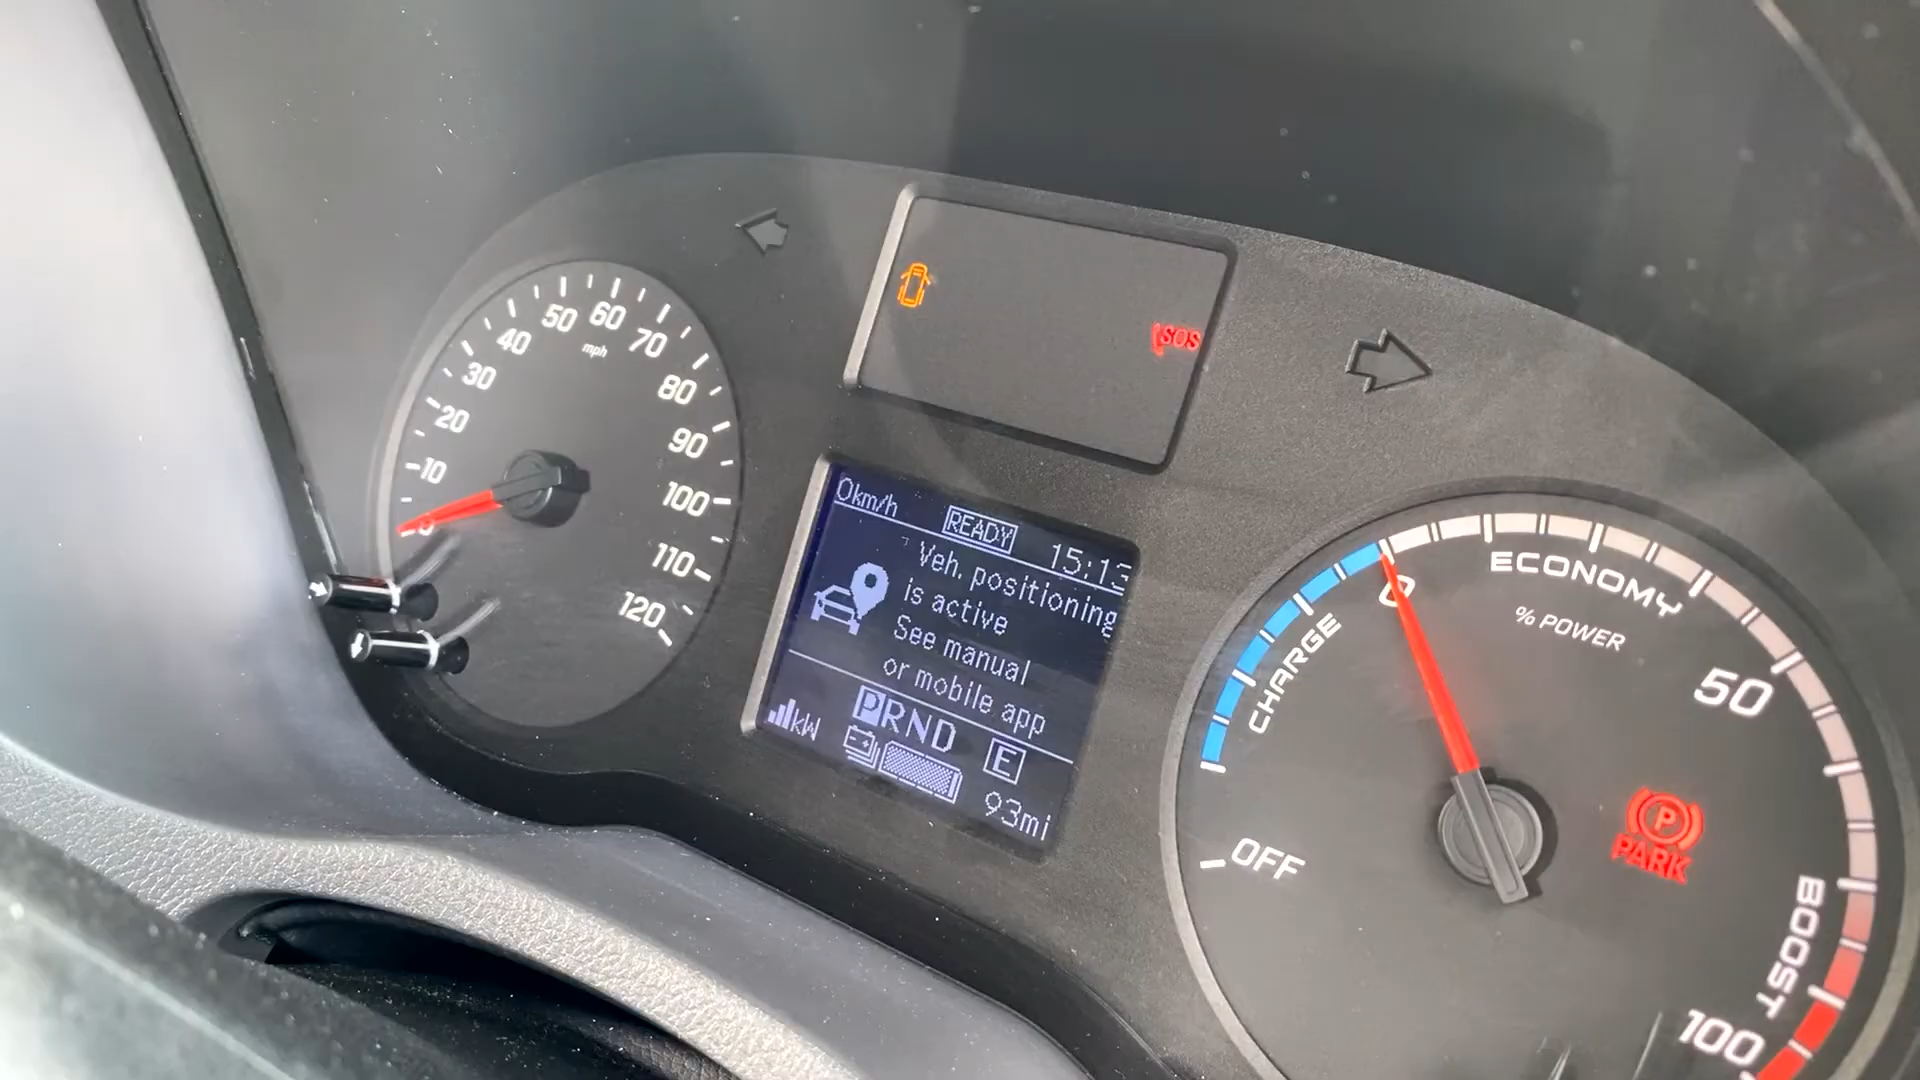 0
10
20
30
40
50
60
70
80
90
100
110
120
mph
SOS
0km/h
READY
15:13
Veh. positioning
is active
See manual
or mobile app
PRND
kW
E
93mi
OFF
CHARGE
0
ECONOMY
% POWER
50
BOOST
100
P
PARK